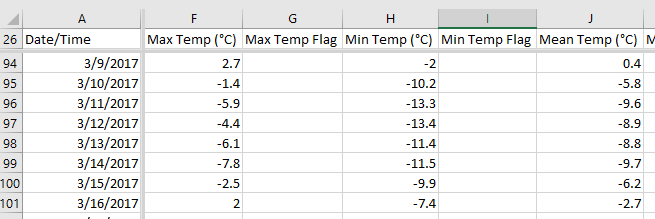 A F G H I J
26 Date/Time Max Temp (°C) Max Temp Flag Min Temp (°C) Min Temp Flag Mean Temp (°C) M
94 3/9/2017 2.7 -2 0.4
95 3/10/2017 -1.4 -10.2 -5.8
96 3/11/2017 -5.9 -13.3 -9.6
97 3/12/2017 -4.4 -13.4 -8.9
98 3/13/2017 -6.1 -11.4 -8.8
99 3/14/2017 -7.8 -11.5 -9.7
100 3/15/2017 -2.5 -9.9 -6.2
101 3/16/2017 2 -7.4 -2.7